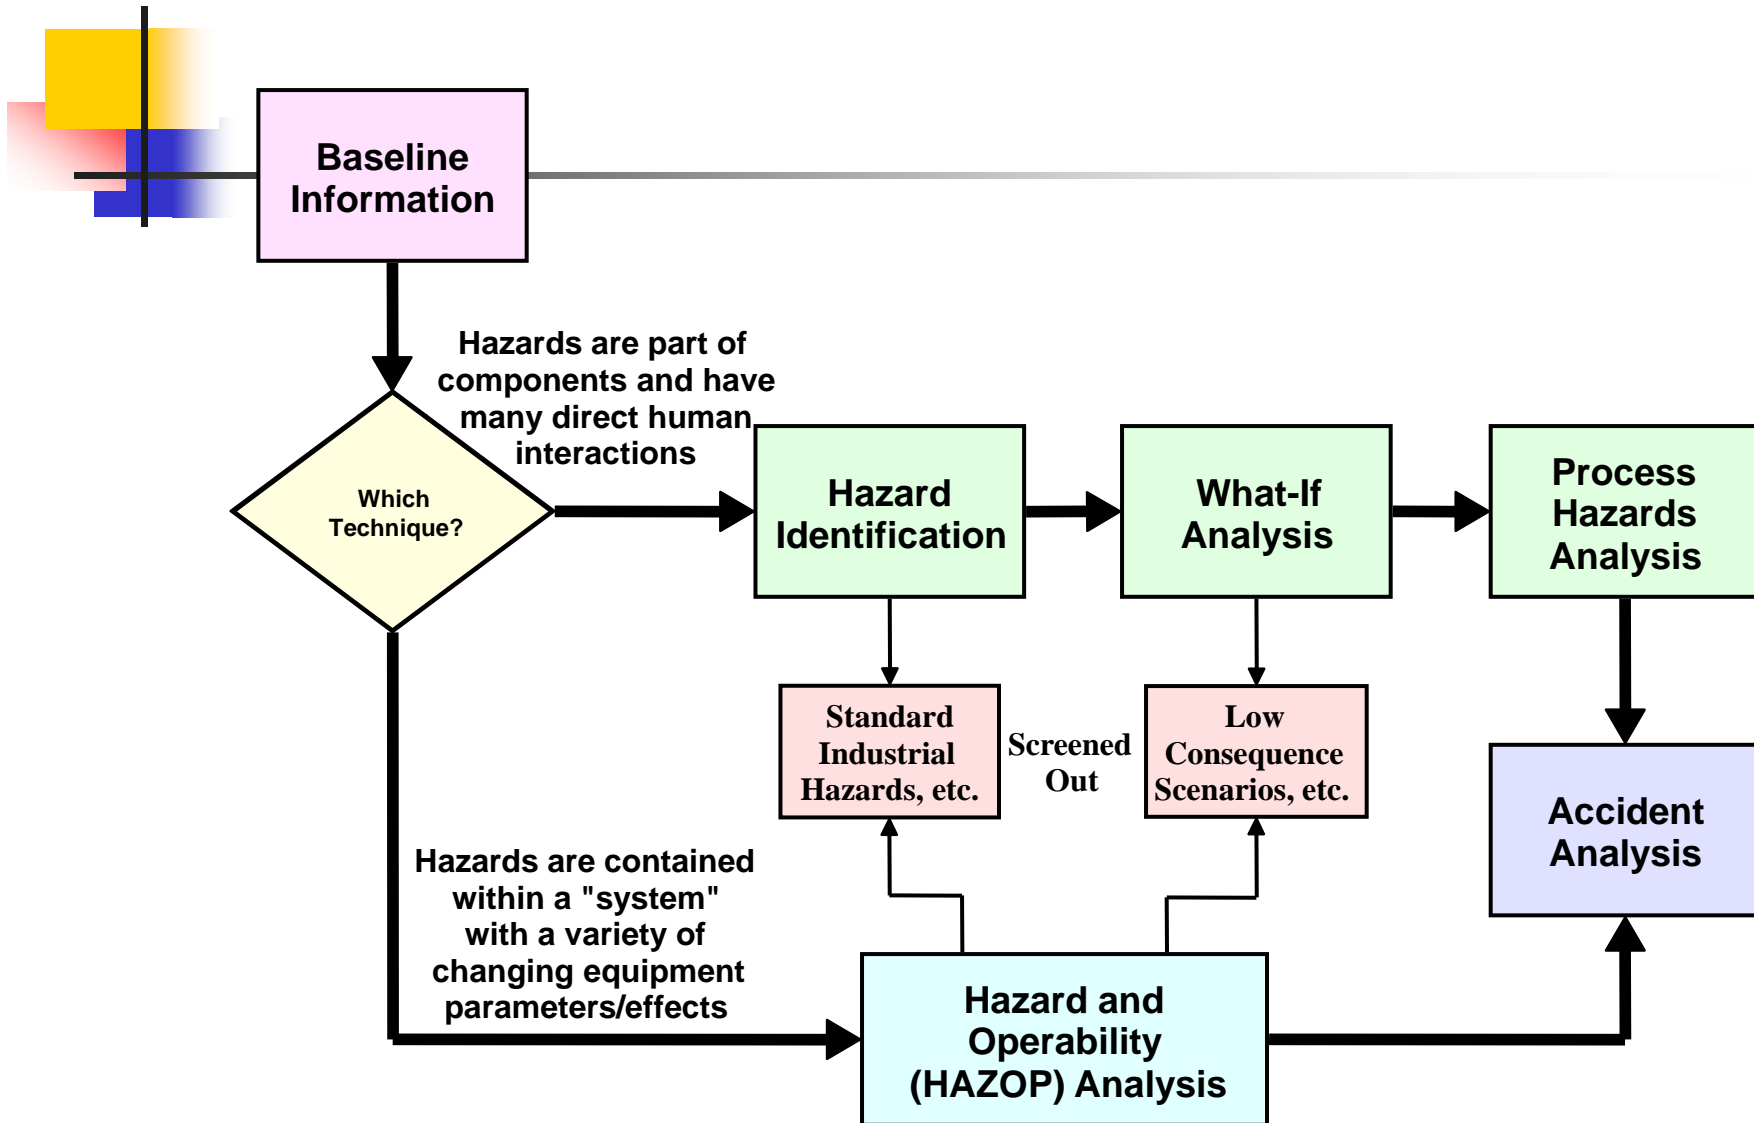 Baseline
Information
Hazards are part of
components and have
many direct human
interactions
Which
Technique?
Hazard
Identification
What-If
Analysis
Process
Hazards
Analysis
Standard
Industrial
Hazards, etc.
Screened
Out
Low
Consequence
Scenarios, etc.
Accident
Analysis
Hazards are contained
within a "system"
with a variety of
changing equipment
parameters/effects
Hazard and
Operability
(HAZOP) Analysis